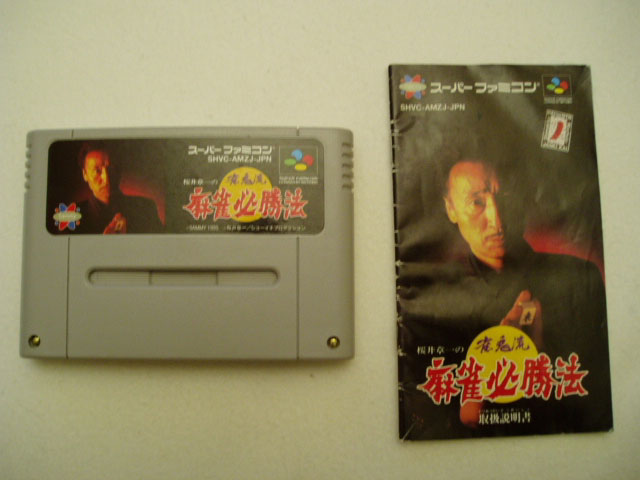 スーパーファミコン
SHVC-AMZJ-JPN
桜井章一の
雀鬼流
麻雀必勝法
©SAMMY 1995
スーパーファミコン
SHVC-AMZJ-JPN
桜井章一の
雀鬼流
麻雀必勝法
取扱説明書